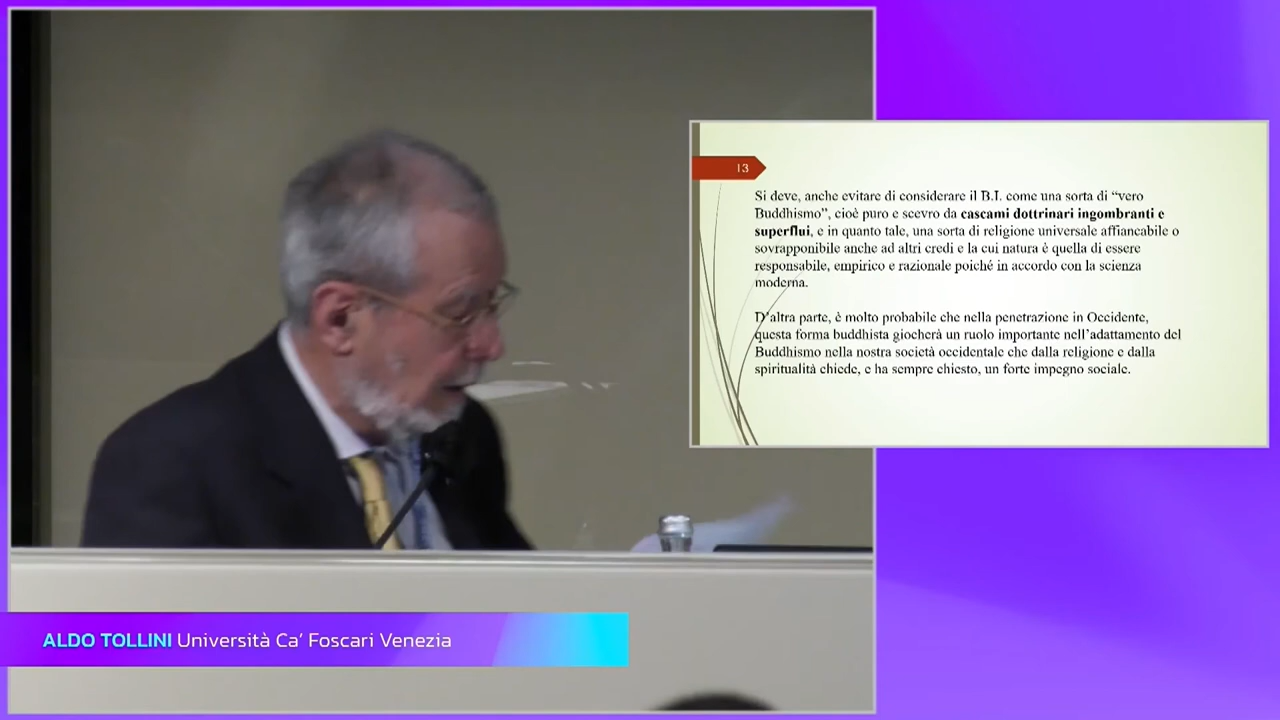 13
Si deve, anche evitare di considerare il B.I. come una sorta di “vero
Buddhismo”, cioè puro e scevro da cascami dottrinari ingombranti e
superflui, e in quanto tale, una sorta di religione universale affiancabile o
sovrapponibile anche ad altri credi e la cui natura è quella di essere
responsabile, empirico e razionale poiché in accordo con la scienza
moderna.
D’altra parte, è molto probabile che nella penetrazione in Occidente,
questa forma buddhista giocherà un ruolo importante nell’adattamento del
Buddhismo nella nostra società occidentale che dalla religione e dalla
spiritualità chiede, e ha sempre chiesto, un forte impegno sociale.
ALDO TOLLINI Università Ca’ Foscari Venezia